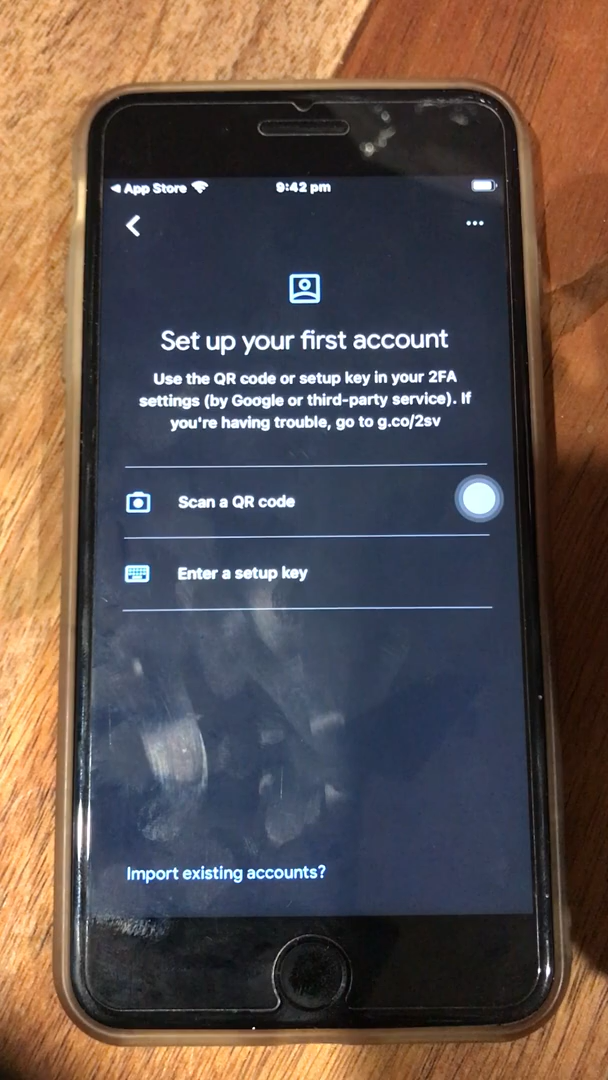 App Store
9:42 pm
Set up your first account
Use the QR code or setup key in your 2FA
settings (by Google or third-party service). If
you're having trouble, go to g.co/2sv
Scan a QR code
Enter a setup key
Import existing accounts?